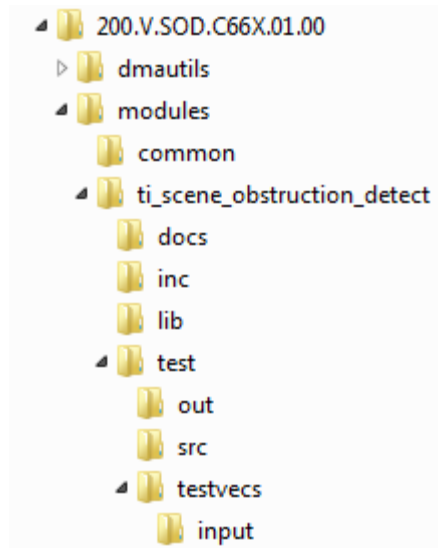 200.V.SOD.C66X.01.00
dmautils
modules
common
ti_scene_obstruction_detect
docs
inc
lib
test
out
src
testvecs
input